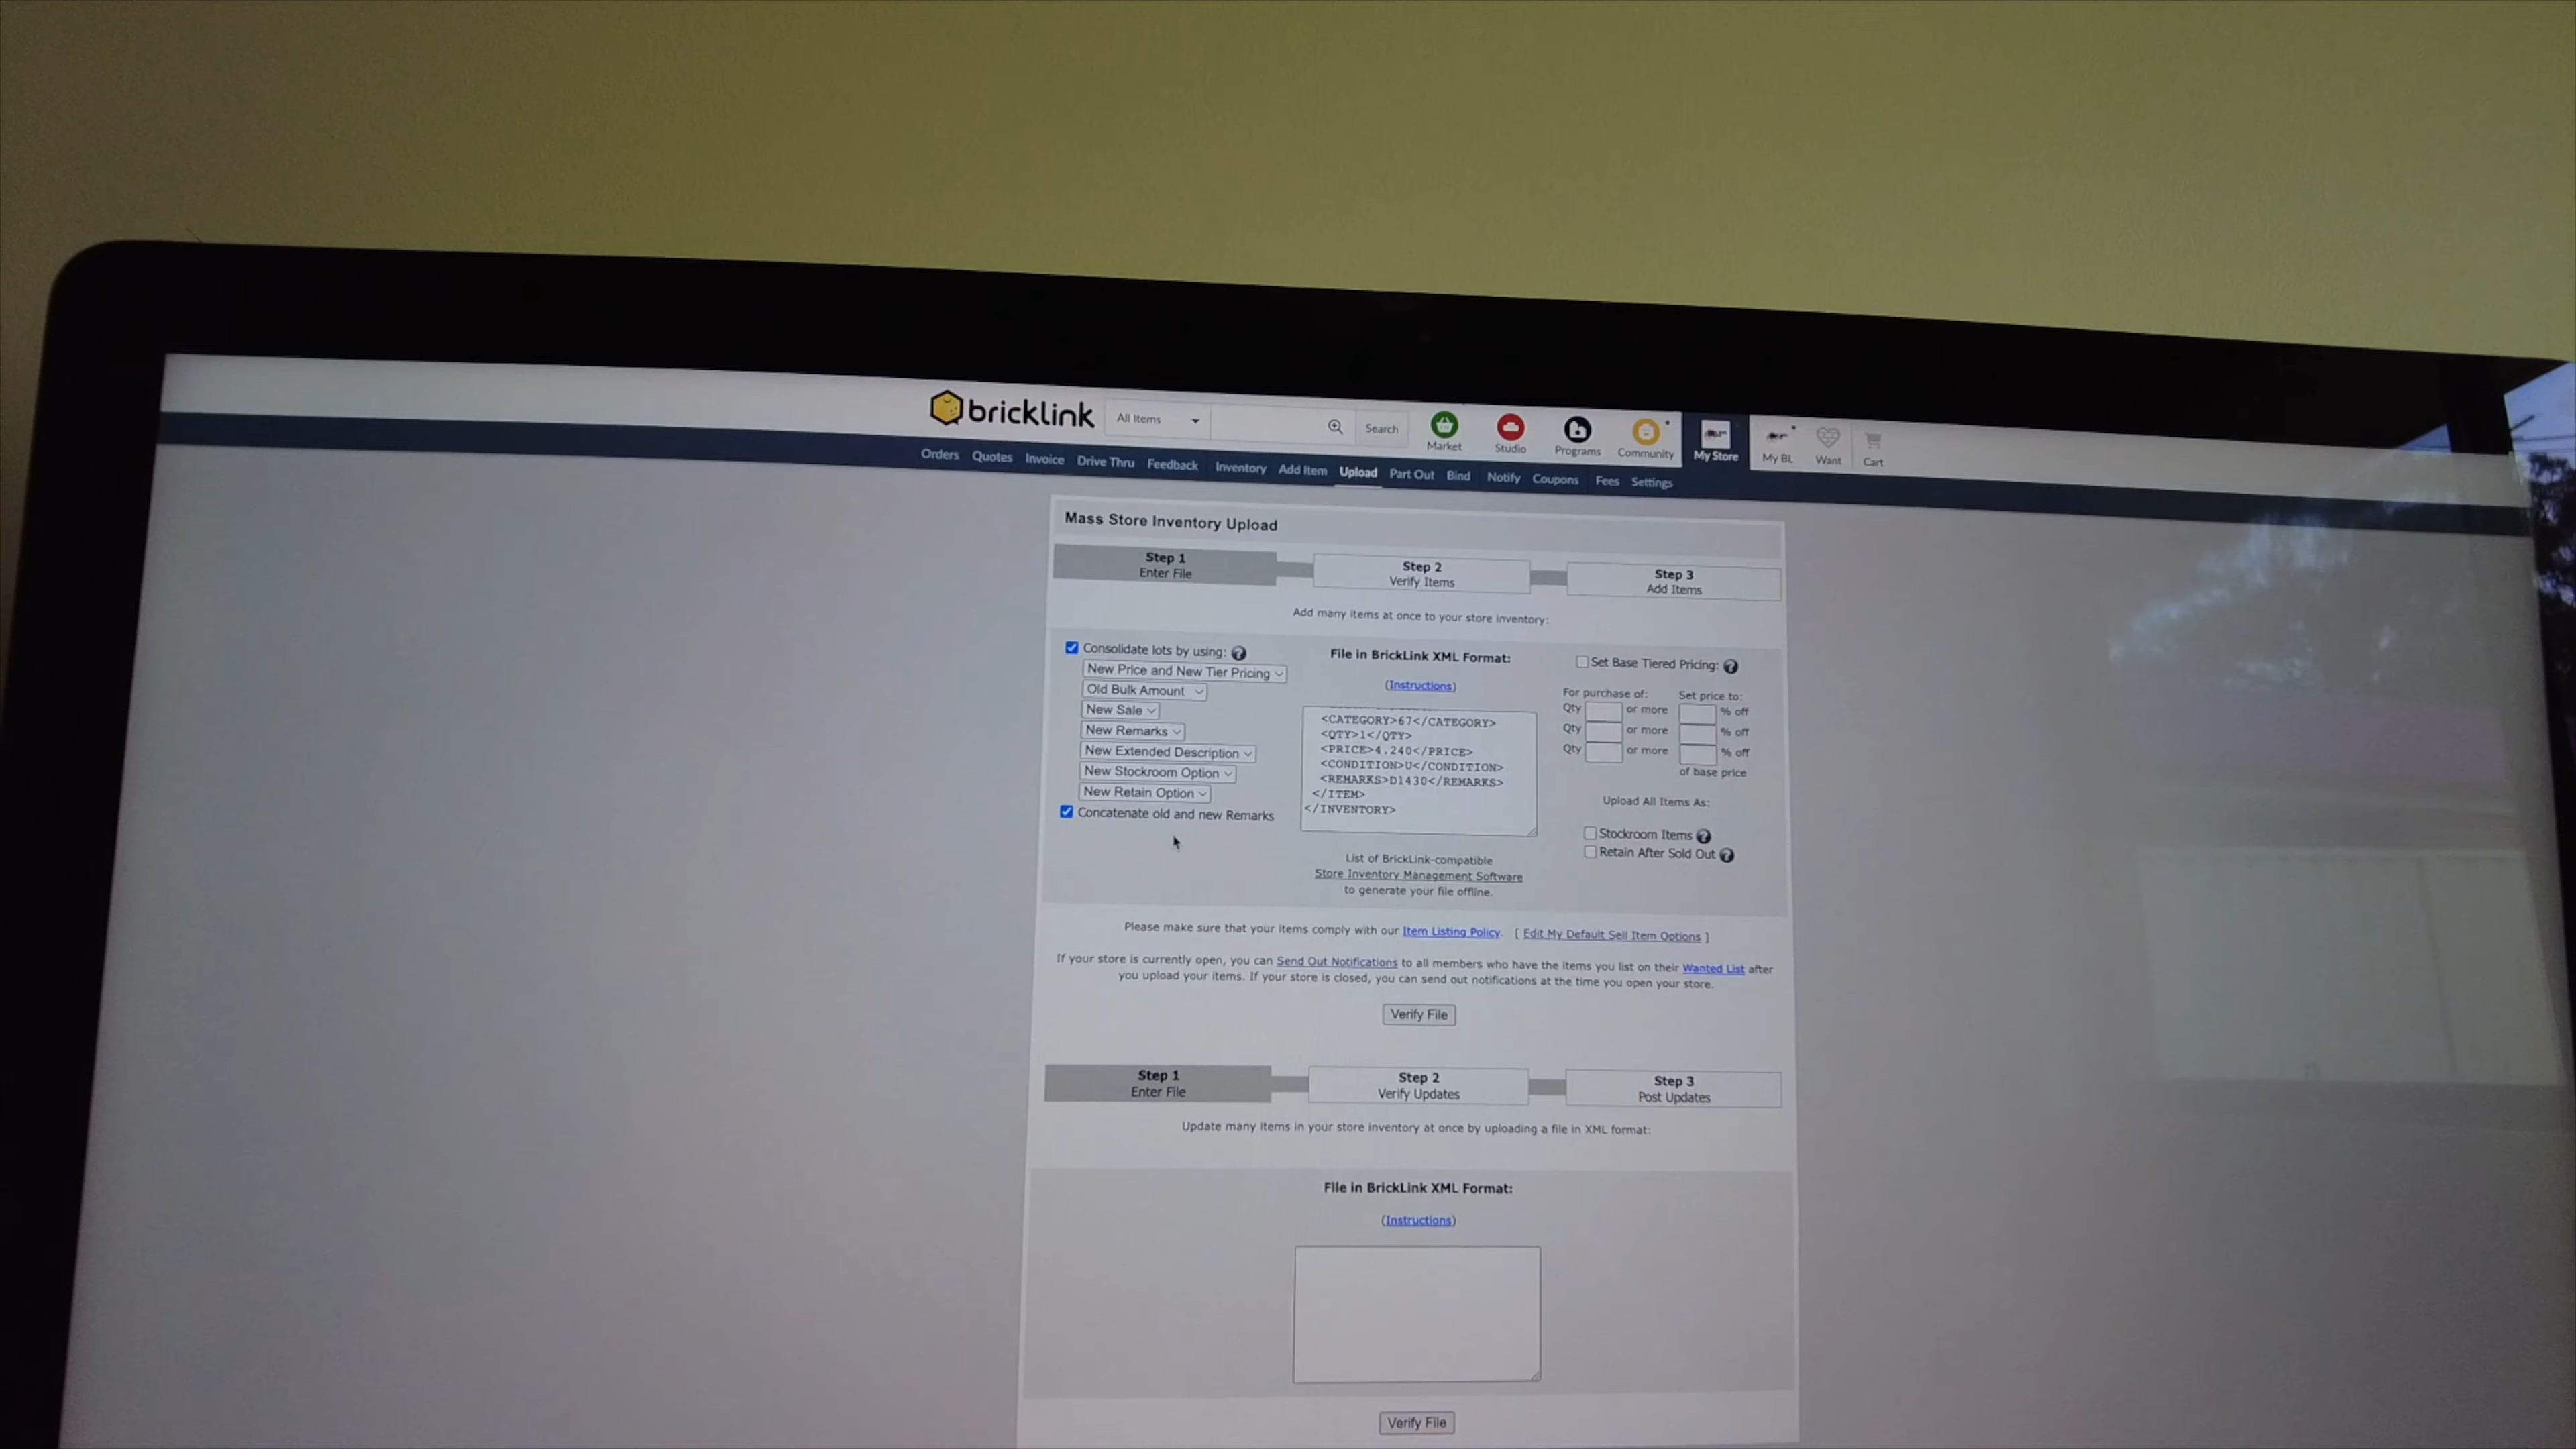 bricklink
All Items
Search
Market
Studio
Programs
Community
My Store
My BL
Want
Cart
Orders Quotes Invoice Drive Thru Feedback Inventory Add Item Upload Part Out Bind Notify Coupons Fees Settings
Mass Store Inventory Upload
Step 1
Enter File
Step 2
Verify Items
Step 3
Add Items
Add many items at once to your store inventory:
Consolidate lots by using: ?
New Price and New Tier Pricing
Old Bulk Amount
New Sale
New Remarks
New Extended Description
New Stockroom Option
New Retain Option
Concatenate old and new Remarks
File in BrickLink XML Format:
(Instructions)
<CATEGORY>67</CATEGORY>
<QTY>1</QTY>
<PRICE>4.240</PRICE>
<CONDITION>U</CONDITION>
<REMARKS>D1430</REMARKS>
</ITEM>
</INVENTORY>
List of BrickLink-compatible
Store Inventory Management Software
to generate your file offline.
Set Base Tiered Pricing: ?
For purchase of: Set price to:
Qty or more % off
Qty or more % off
Qty or more % off
of base price
Upload All Items As:
Stockroom Items ?
Retain After Sold Out ?
Please make sure that your items comply with our Item Listing Policy. [ Edit My Default Sell Item Options ]
If your store is currently open, you can Send Out Notifications to all members who have the items you list on their Wanted List after
you upload your items. If your store is closed, you can send out notifications at the time you open your store.
Verify File
Step 1
Enter File
Step 2
Verify Updates
Step 3
Post Updates
Update many items in your store inventory at once by uploading a file in XML format:
File in BrickLink XML Format:
(Instructions)
Verify File